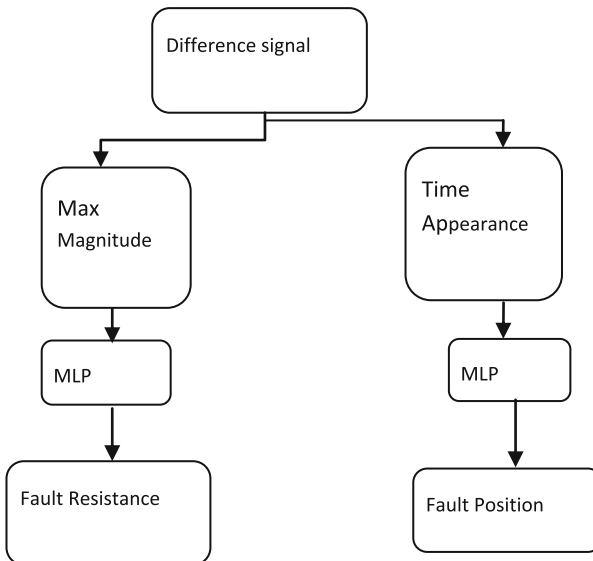 Difference signal
Max
Magnitude
Time
Appearance
MLP
MLP
Fault Resistance
Fault Position